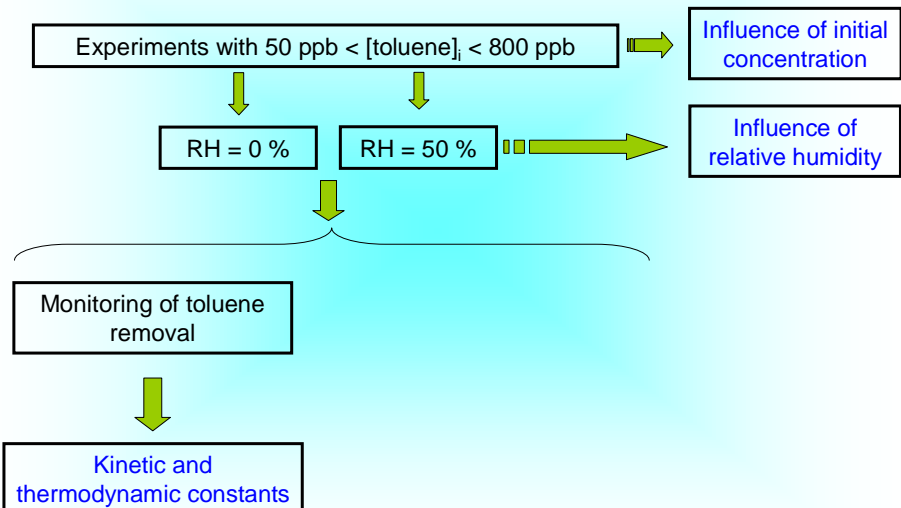 Experiments with 50 ppb < [toluene]i < 800 ppb
Influence of initial
concentration
RH = 0 %
RH = 50 %
Influence of
relative humidity
Monitoring of toluene
removal
Kinetic and
thermodynamic constants